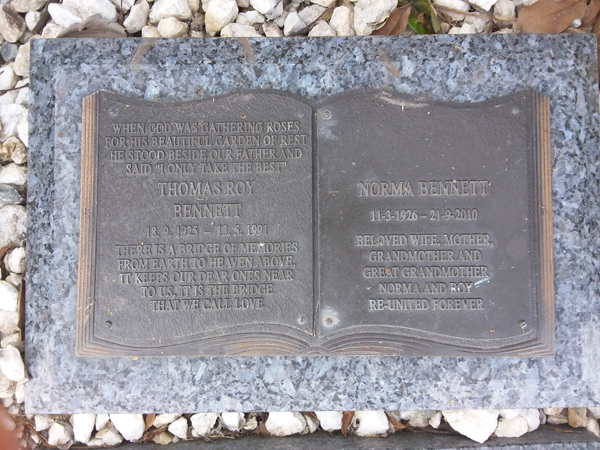 WHEN GOD WAS GATHERING ROSES
FOR HIS BEAUTIFUL GARDEN OF REST
HE STOOD BESIDE OUR FATHER AND
SAID "I ONLY TAKE THE BEST"
THOMAS ROY
BENNETT
18. 9. 1925 – 13. 5. 1991
THERE IS A BRIDGE OF MEMORIES
FROM EARTH TO HEAVEN ABOVE.
IT KEEPS OUR DEAR ONES NEAR
TO US, IT IS THE BRIDGE
THAT WE CALL LOVE
NORMA BENNETT
11-3-1926 – 21-9-2010
BELOVED WIFE, MOTHER,
GRANDMOTHER AND
GREAT GRANDMOTHER
NORMA AND ROY
RE-UNITED FOREVER